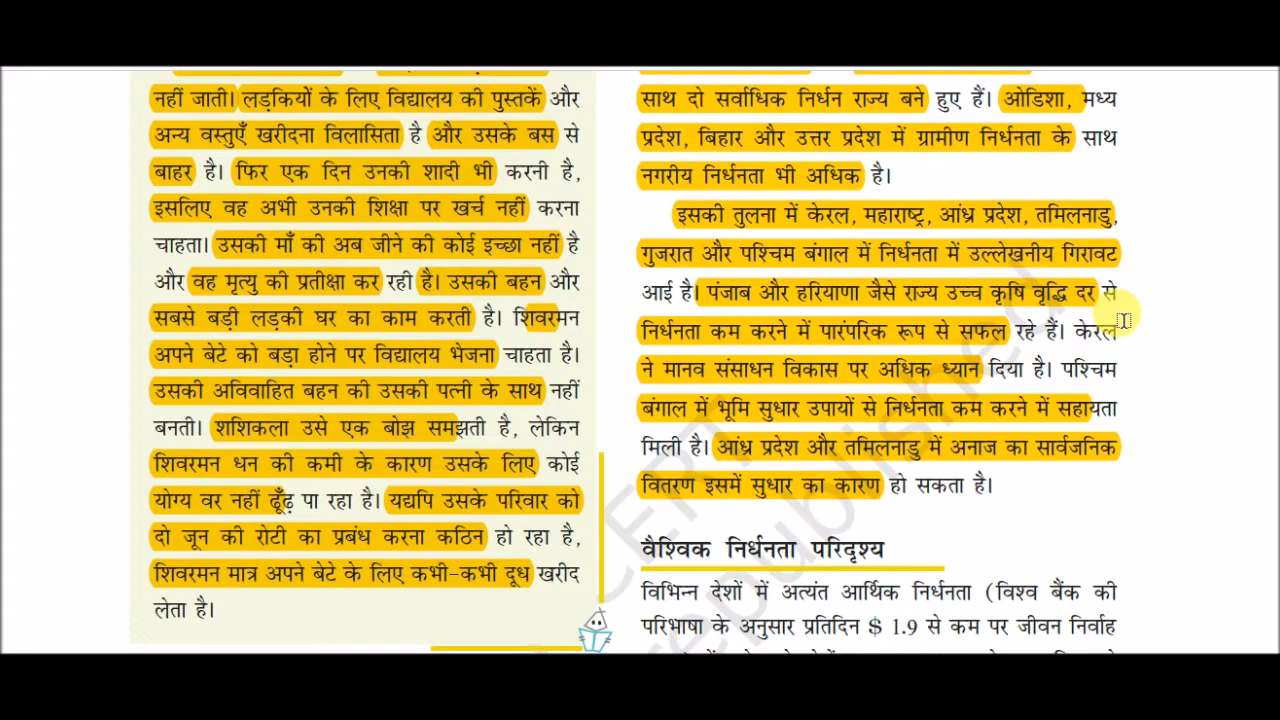 नहीं जाती। लड़कियों के लिए विद्यालय की पुस्तकें और
अन्य वस्तुएँ खरीदना विलासिता है और उसके बस से
बाहर है। फिर एक दिन उनकी शादी भी करनी है,
इसलिए वह अभी उनकी शिक्षा पर खर्च नहीं करना
चाहता। उसकी माँ की अब जीने की कोई इच्छा नहीं है
और वह मृत्यु की प्रतीक्षा कर रही है। उसकी बहन और
सबसे बड़ी लड़की घर का काम करती है। शिवरमन
अपने बेटे को बड़ा होने पर विद्यालय भेजना चाहता है।
उसकी अविवाहित बहन की उसकी पत्नी के साथ नहीं
बनती। शशिकला उसे एक बोझ समझती है, लेकिन
शिवरमन धन की कमी के कारण उसके लिए कोई
योग्य वर नहीं ढूँढ़ पा रहा है। यद्यपि उसके परिवार को
दो जून की रोटी का प्रबंध करना कठिन हो रहा है,
शिवरमन मात्र अपने बेटे के लिए कभी-कभी दूध खरीद
लेता है।
साथ दो सर्वाधिक निर्धन राज्य बने हुए हैं। ओडिशा, मध्य
प्रदेश, बिहार और उत्तर प्रदेश में ग्रामीण निर्धनता के साथ
नगरीय निर्धनता भी अधिक है।
इसकी तुलना में केरल, महाराष्ट्र, आंध्र प्रदेश, तमिलनाडु,
गुजरात और पश्चिम बंगाल में निर्धनता में उल्लेखनीय गिरावट
आई है। पंजाब और हरियाणा जैसे राज्य उच्च कृषि वृद्धि दर से
निर्धनता कम करने में पारंपरिक रूप से सफल रहे हैं। केरल
ने मानव संसाधन विकास पर अधिक ध्यान दिया है। पश्चिम
बंगाल में भूमि सुधार उपायों से निर्धनता कम करने में सहायता
मिली है। आंध्र प्रदेश और तमिलनाडु में अनाज का सार्वजनिक
वितरण इसमें सुधार का कारण हो सकता है।
वैश्विक निर्धनता परिदृश्य
विभिन्न देशों में अत्यंत आर्थिक निर्धनता (विश्व बैंक की
परिभाषा के अनुसार प्रतिदिन $ 1.9 से कम पर जीवन निर्वाह